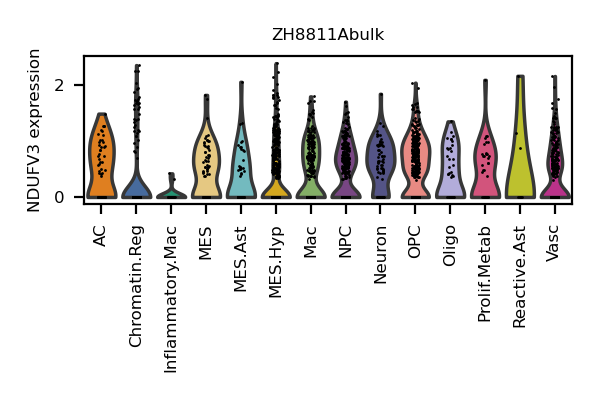 ZH8811Abulk
NDUFV3 expression
2
0
AC
Chromatin.Reg
Inflammatory.Mac
MES
MES.Ast
MES.Hyp
Mac
NPC
Neuron
OPC
Oligo
Prolif.Metab
Reactive.Ast
Vasc